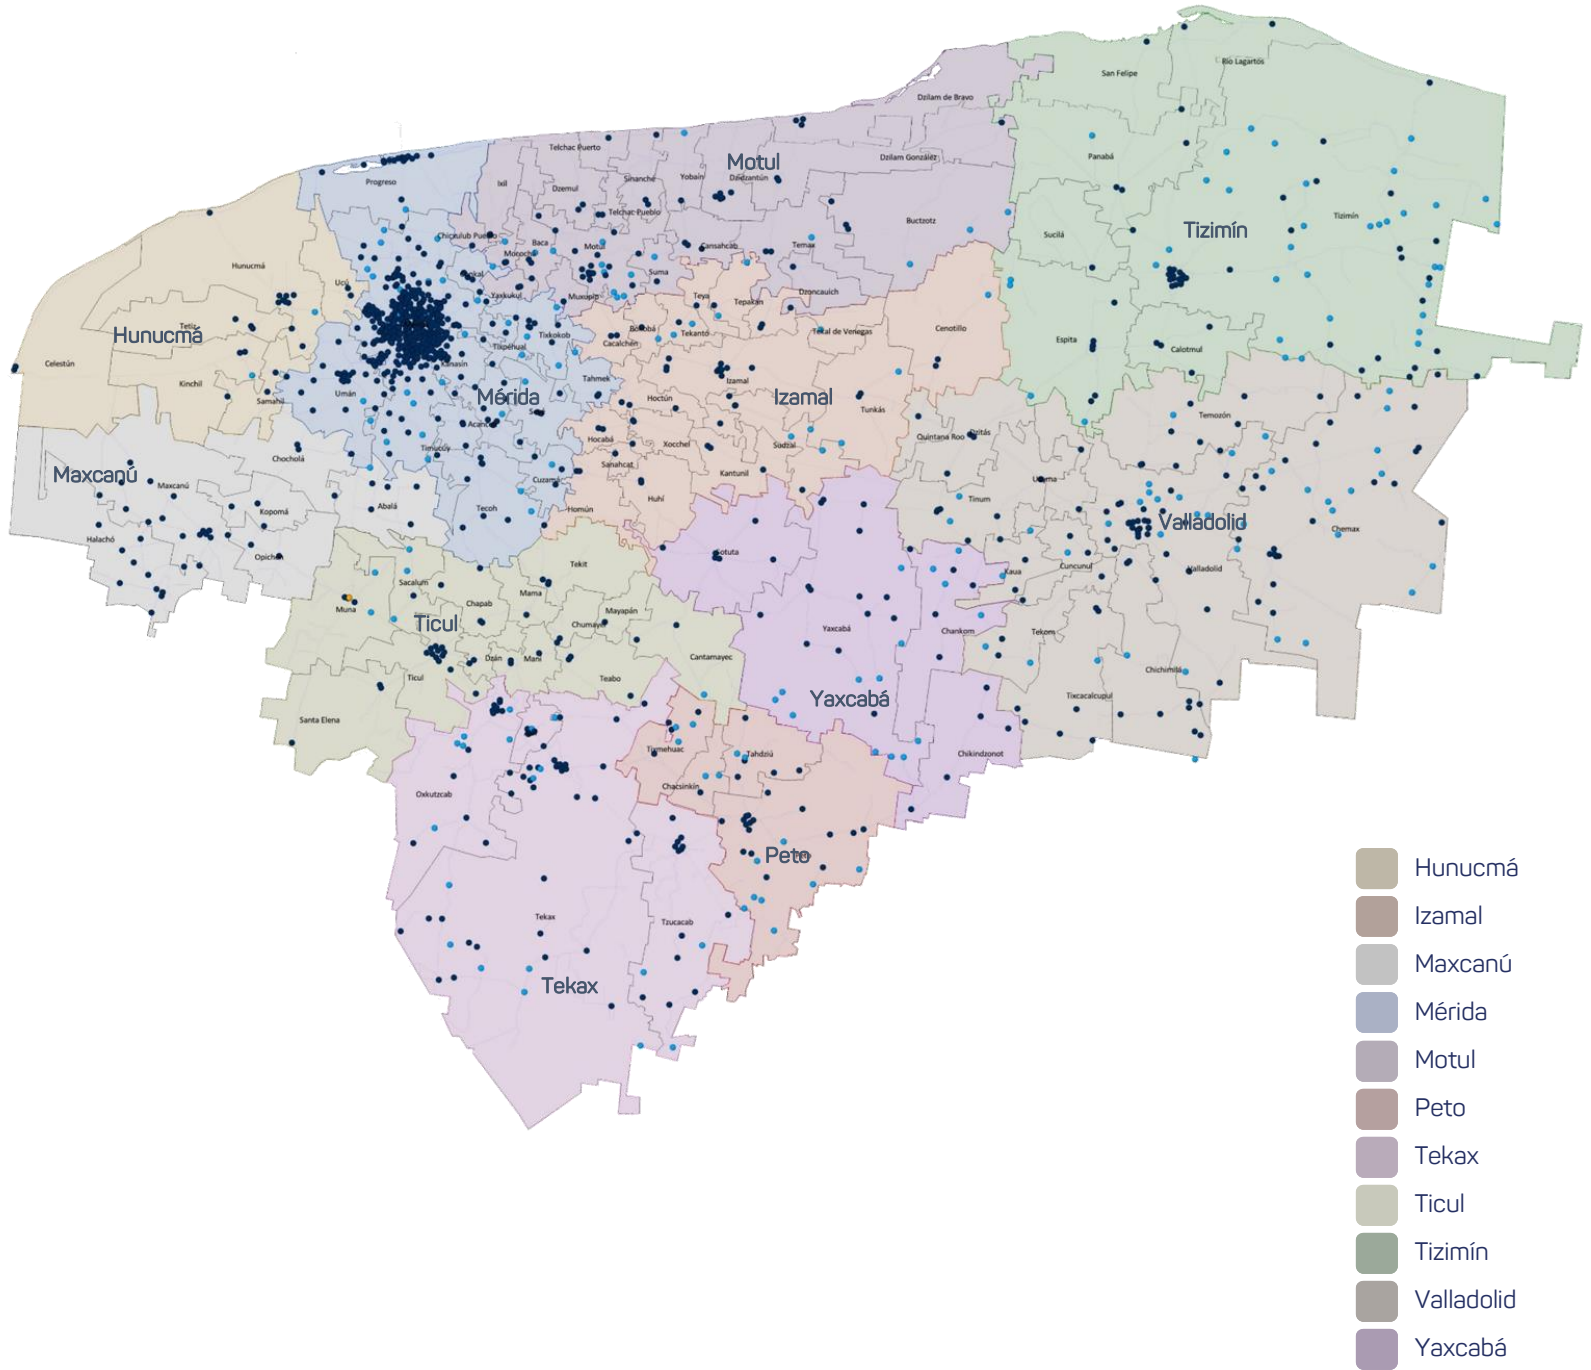 Dzilam de Bravo
San Felipe
Río Lagartos
Telchac Puerto
Motul
Dzilam González
Panabá
Progreso
Ixil
Dzemul
Sinanché
Yobaín
Dzidzantún
Telchac Pueblo
Buctzotz
Tizimín
Tizimín
Sucilá
Chicxulub Pueblo
Baca
Motul
Cansahcab
Temax
Mocochá
Hunucmá
Ucú
Conkal
Suma
Yaxkukul
Muxupip
Teya
Tepakán
Dzoncauich
Tetiz
Hunucmá
Bokobá
Tekantó
Tekal de Venegas
Cenotillo
Tixkokob
Cacalchén
Tixpéhual
Espita
Calotmul
Celestún
Kanasín
Kinchil
Umán
Tahmek
Izamal
Samahil
Mérida
Hoctún
Izamal
Tunkás
Seyé
Acanceh
Temozón
Quintana Roo
Dzitás
Hocabá
Xocchel
Sudzal
Timucuy
Chocholá
Sanahcat
Maxcanú
Maxcanú
Cuzamá
Kantunil
Uayma
Huhí
Tinum
Abalá
Tecoh
Homún
Kopomá
Valladolid
Chemax
Halachó
Opichén
Sotuta
Tekit
Cuncunul
Valladolid
Kaua
Sacalum
Mama
Chapab
Muna
Mayapán
Ticul
Chumayel
Yaxcabá
Chankom
Tekom
Dzán
Maní
Cantamayec
Chichimilá
Ticul
Teabo
Yaxcabá
Tixcacalcupul
Santa Elena
Tixmehuac
Tahdziú
Chikindzonot
Chacsinkín
Oxkutzcab
Peto
Tekax
Tzucacab
Tekax
Hunucmá
Izamal
Maxcanú
Mérida
Motul
Peto
Tekax
Ticul
Tizimín
Valladolid
Yaxcabá